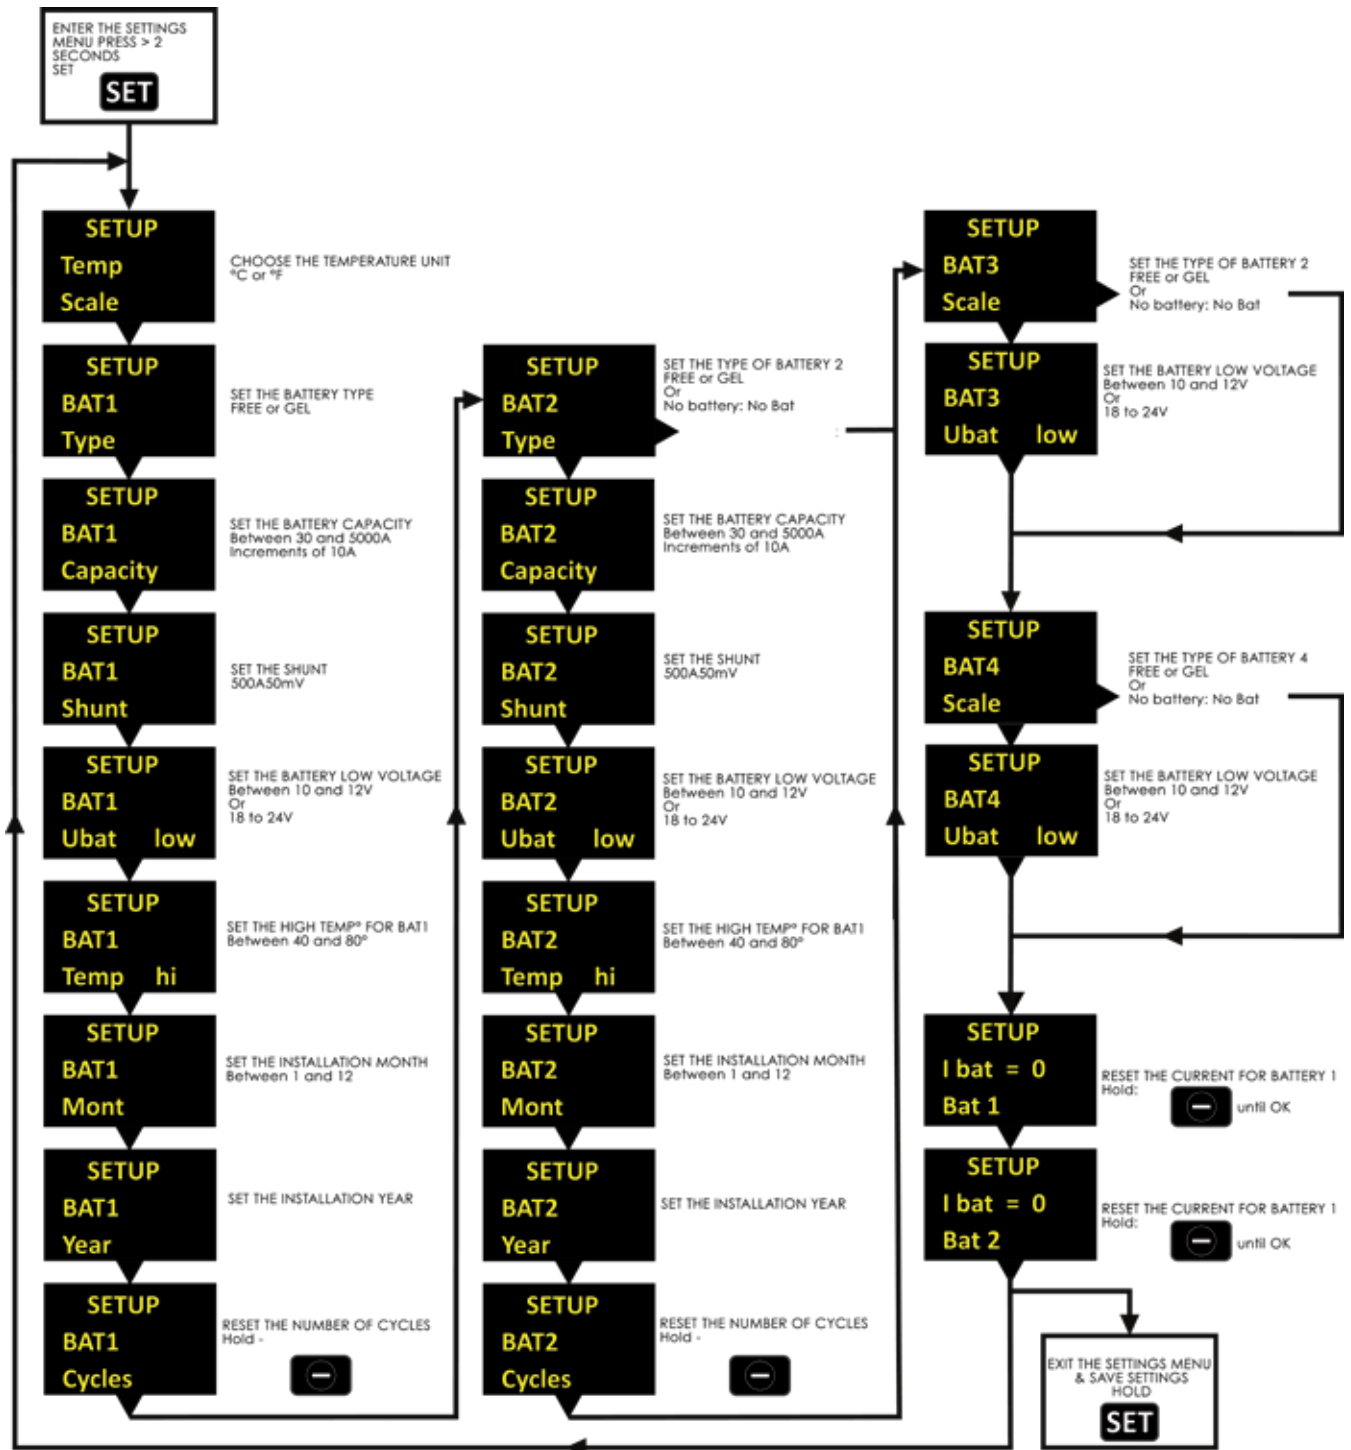 ENTER THE SETTINGS
MENU PRESS > 2
SECONDS
SET
SET
SETUP
Temp
Scale
CHOOSE THE TEMPERATURE UNIT
°C or °F
SETUP
BAT1
Type
SET THE BATTERY TYPE
FREE or GEL
SETUP
BAT1
Capacity
SET THE BATTERY CAPACITY
Between 30 and 5000A
Increments of 10A
SETUP
BAT1
Shunt
SET THE SHUNT
500A50mV
SETUP
BAT1
Ubat low
SET THE BATTERY LOW VOLTAGE
Between 10 and 12V
Or
18 to 24V
SETUP
BAT1
Temp hi
SET THE HIGH TEMP° FOR BAT1
Between 40 and 80°
SETUP
BAT1
Mont
SET THE INSTALLATION MONTH
Between 1 and 12
SETUP
BAT1
Year
SET THE INSTALLATION YEAR
SETUP
BAT1
Cycles
RESET THE NUMBER OF CYCLES
Hold -
SETUP
BAT2
Type
SET THE TYPE OF BATTERY 2
FREE or GEL
Or
No battery: No Bat
:
SETUP
BAT2
Capacity
SET THE BATTERY CAPACITY
Between 30 and 5000A
Increments of 10A
SETUP
BAT2
Shunt
SET THE SHUNT
500A50mV
SETUP
BAT2
Ubat low
SET THE BATTERY LOW VOLTAGE
Between 10 and 12V
Or
18 to 24V
SETUP
BAT2
Temp hi
SET THE HIGH TEMP° FOR BAT1
Between 40 and 80°
SETUP
BAT2
Mont
SET THE INSTALLATION MONTH
Between 1 and 12
SETUP
BAT2
Year
SET THE INSTALLATION YEAR
SETUP
BAT2
Cycles
RESET THE NUMBER OF CYCLES
Hold -
SETUP
BAT3
Scale
SET THE TYPE OF BATTERY 2
FREE or GEL
Or
No battery: No Bat
SETUP
BAT3
Ubat low
SET THE BATTERY LOW VOLTAGE
Between 10 and 12V
Or
18 to 24V
SETUP
BAT4
Scale
SET THE TYPE OF BATTERY 4
FREE or GEL
Or
No battery: No Bat
SETUP
BAT4
Ubat low
SET THE BATTERY LOW VOLTAGE
Between 10 and 12V
Or
18 to 24V
SETUP
I bat = 0
Bat 1
RESET THE CURRENT FOR BATTERY 1
Hold:
until OK
SETUP
I bat = 0
Bat 2
RESET THE CURRENT FOR BATTERY 1
Hold:
until OK
EXIT THE SETTINGS MENU
& SAVE SETTINGS
HOLD
SET